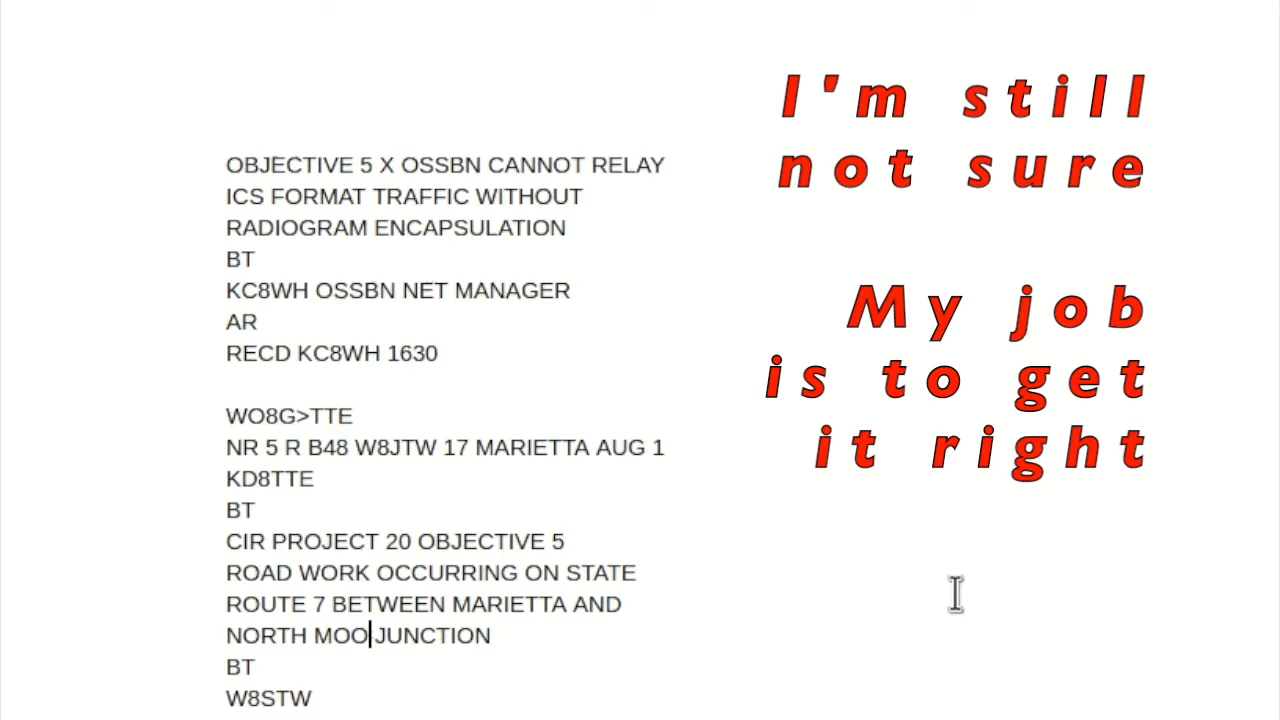 OBJECTIVE 5 X OSSBN CANNOT RELAY
ICS FORMAT TRAFFIC WITHOUT
RADIOGRAM ENCAPSULATION
BT
KC8WH OSSBN NET MANAGER
AR
RECD KC8WH 1630
WO8G>TTE
NR 5 R B48 W8JTW 17 MARIETTA AUG 1
KD8TTE
BT
CIR PROJECT 20 OBJECTIVE 5
ROAD WORK OCCURRING ON STATE
ROUTE 7 BETWEEN MARIETTA AND
NORTH MOO JUNCTION
BT
W8STW
I'm still
not sure
My job
is to get
it right